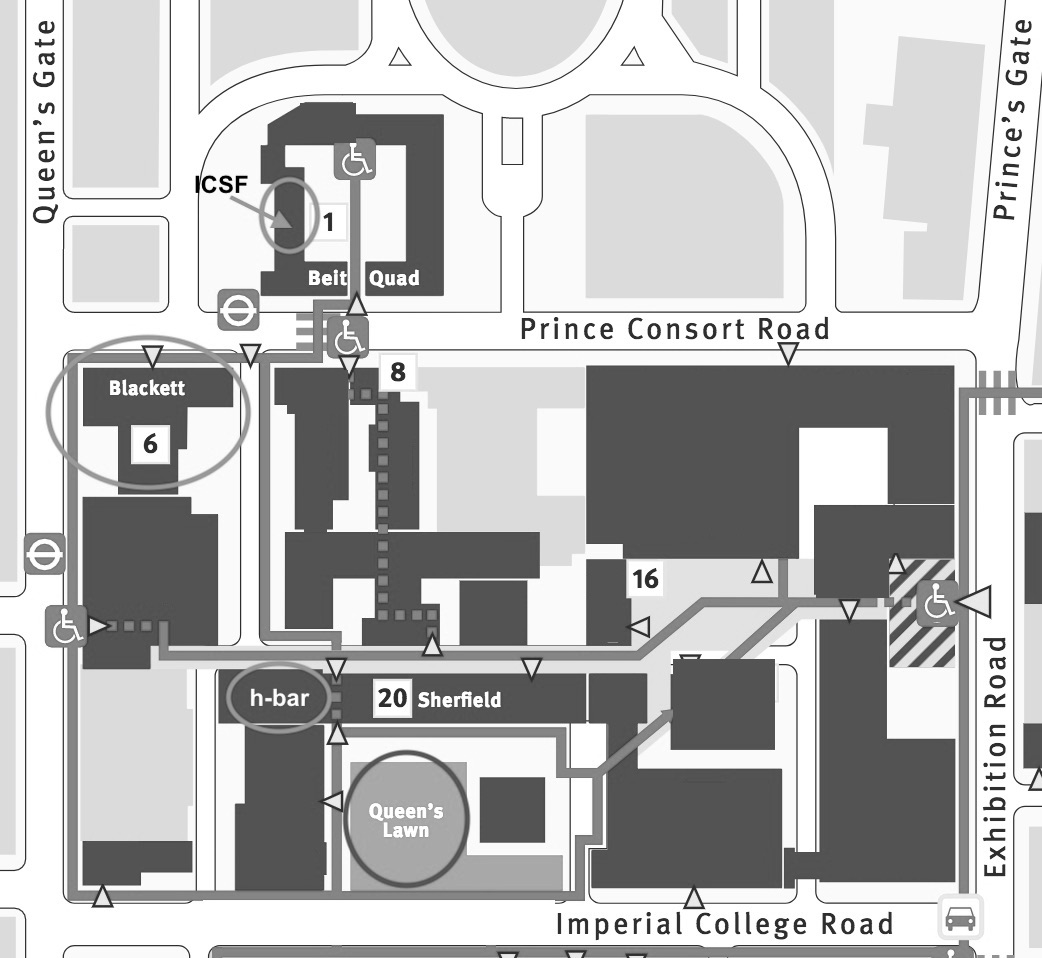 Queen's Gate
Prince's Gate
ICSF
1
Beit Quad
Prince Consort Road
8
Blackett
6
16
h-bar
20 Sherfield
Queen's
Lawn
Exhibition Road
Imperial College Road